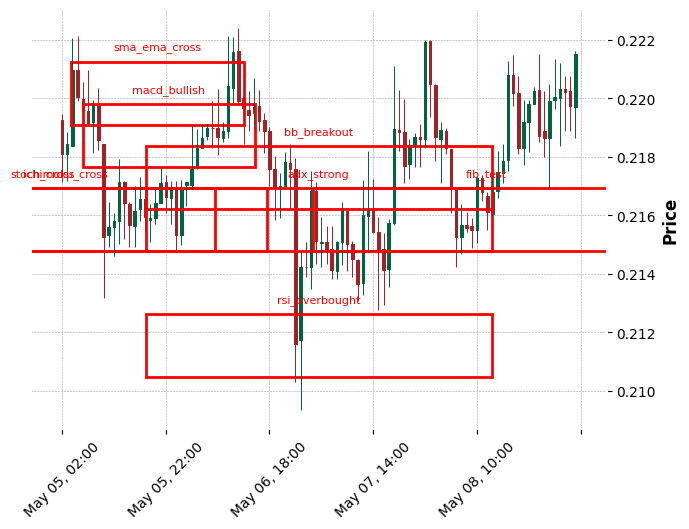 sma_ema_cross
0.222
macd_bullish
0.220
bb_breakout
0.218
adx_strong
fib_test
0.216
Price
0.214
rsi_overbought
0.212
0.210
May 05, 02:00
May 05, 22:00
May 06, 18:00
May 07, 14:00
May 08, 10:00